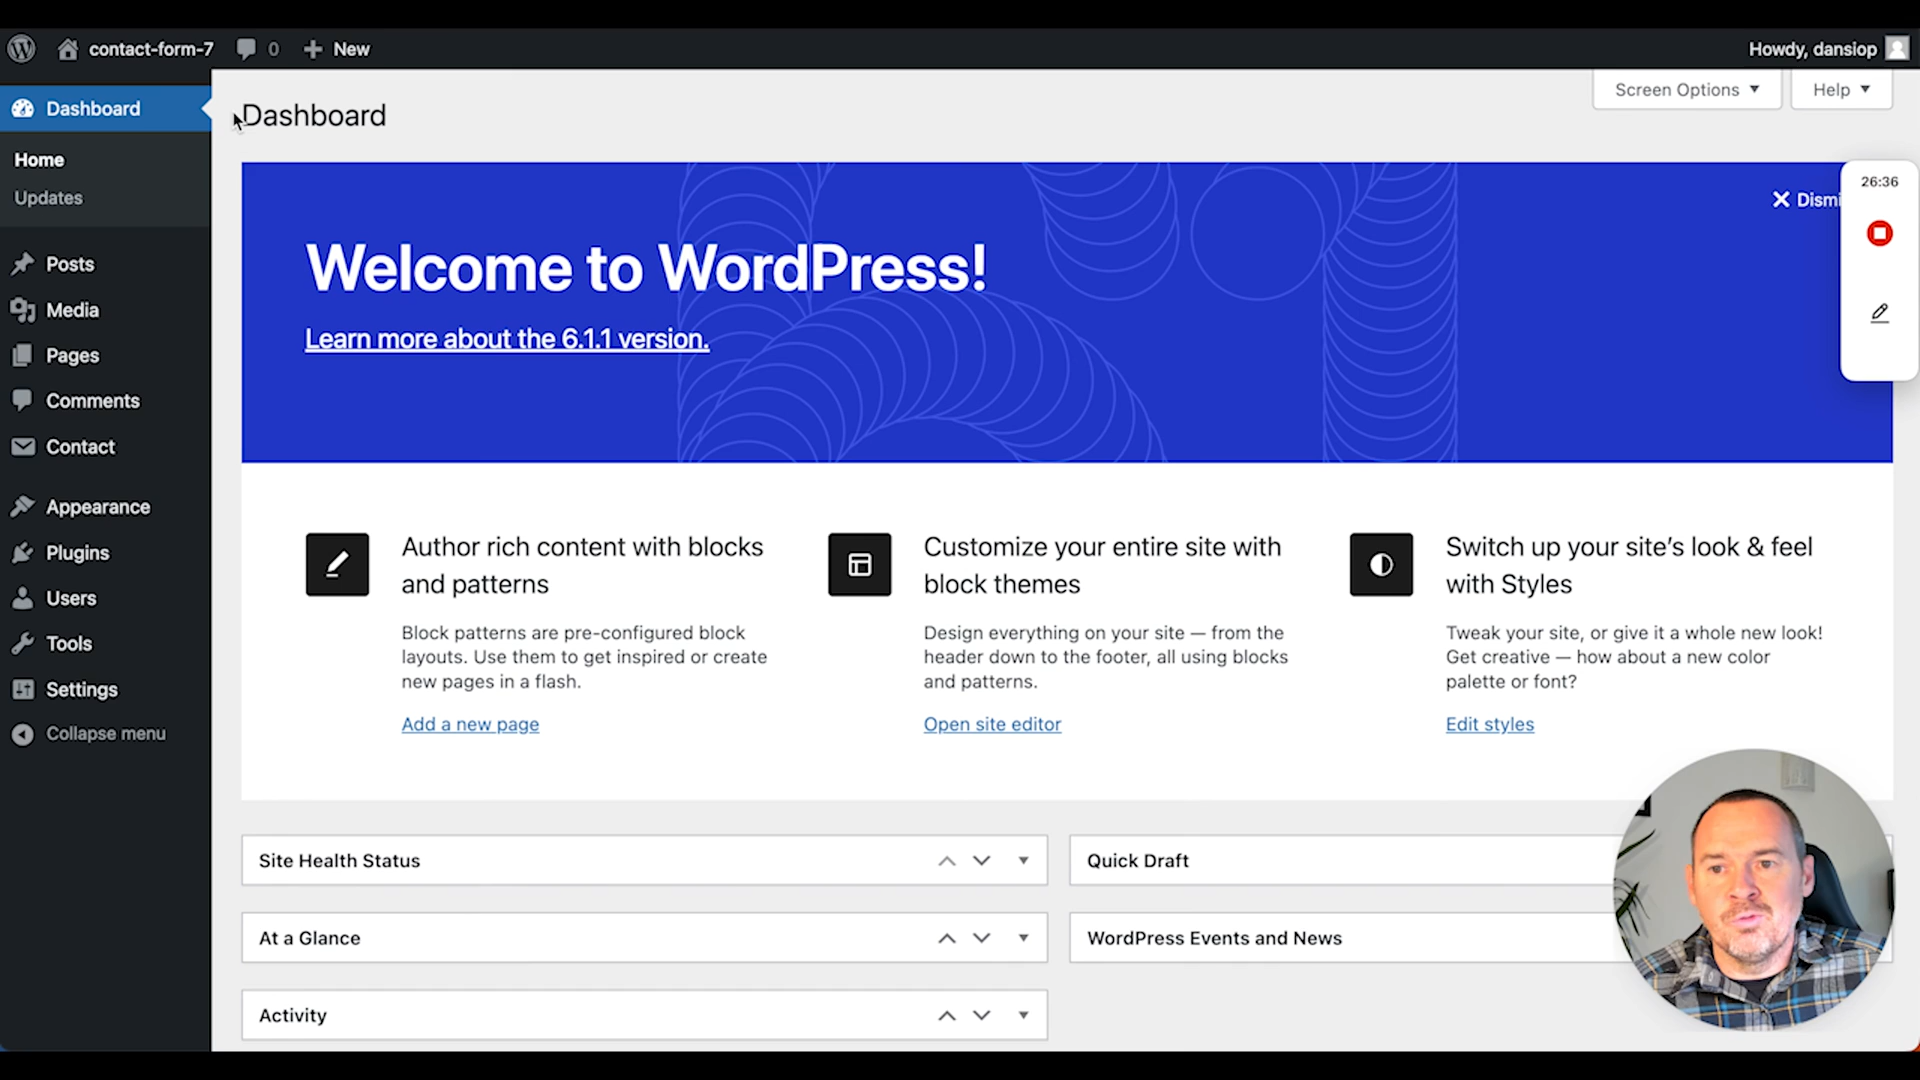 contact-form-7 0 New Howdy, dansiop
Screen Options Help
Dashboard
Home
Updates
Posts
Media
Pages
Comments
Contact
Appearance
Plugins
Users
Tools
Settings
Collapse menu
Dashboard
26:36
Welcome to WordPress!
Learn more about the 6.1.1 version.
Author rich content with blocks
and patterns
Block patterns are pre-configured block
layouts. Use them to get inspired or create
new pages in a flash.
Add a new page
Customize your entire site with
block themes
Design everything on your site — from the
header down to the footer, all using blocks
and patterns.
Open site editor
Switch up your site’s look & feel
with Styles
Tweak your site, or give it a whole new look!
Get creative — how about a new color
palette or font?
Edit styles
Site Health Status
Quick Draft
At a Glance
WordPress Events and News
Activity